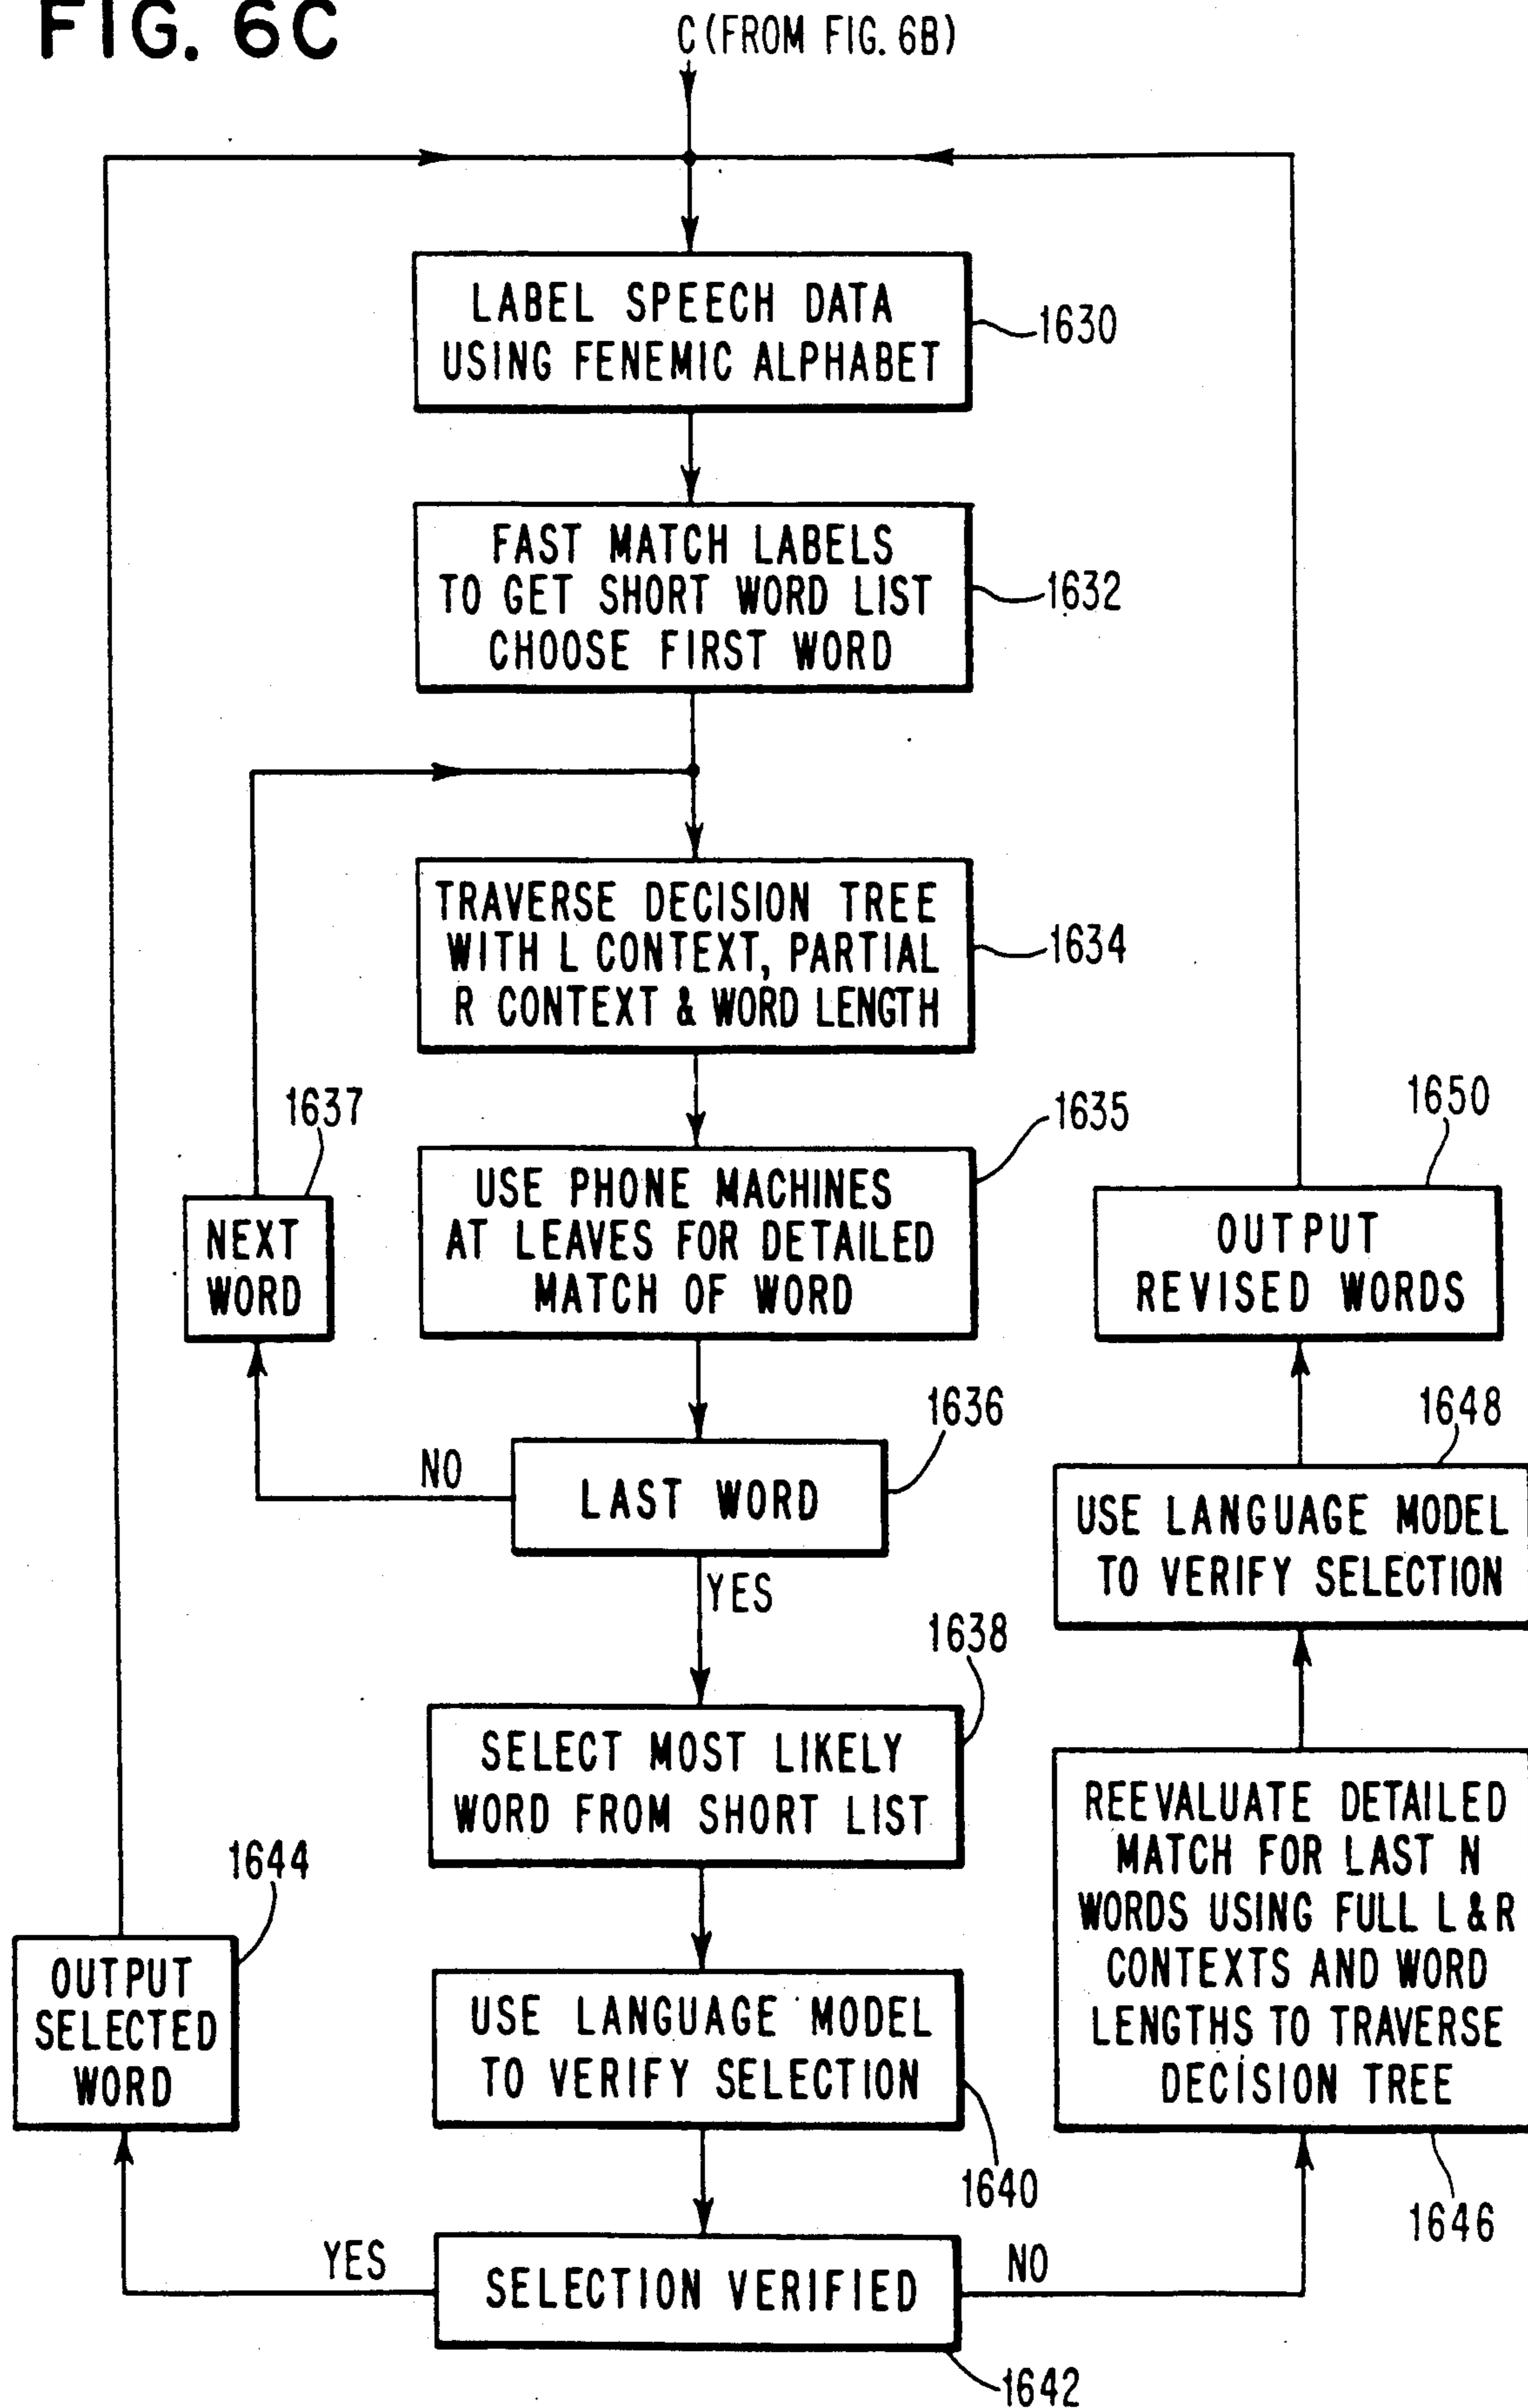 FIG. 6C
C (FROM FIG. 6B)
LABEL SPEECH DATA
USING FENEMIC ALPHABET
1630
FAST MATCH LABELS
TO GET SHORT WORD LIST
CHOOSE FIRST WORD
1632
TRAVERSE DECISION TREE
WITH L CONTEXT, PARTIAL
R CONTEXT & WORD LENGTH
1634
USE PHONE MACHINES
AT LEAVES FOR DETAILED
MATCH OF WORD
1635
1637
NEXT
WORD
NO
LAST WORD
1636
YES
SELECT MOST LIKELY
WORD FROM SHORT LIST
1638
USE LANGUAGE MODEL
TO VERIFY SELECTION
1640
SELECTION VERIFIED
1642
YES
1644
OUTPUT
SELECTED
WORD
NO
REEVALUATE DETAILED
MATCH FOR LAST N
WORDS USING FULL L & R
CONTEXTS AND WORD
LENGTHS TO TRAVERSE
DECISION TREE
1646
1648
USE LANGUAGE MODEL
TO VERIFY SELECTION
1650
OUTPUT
REVISED WORDS